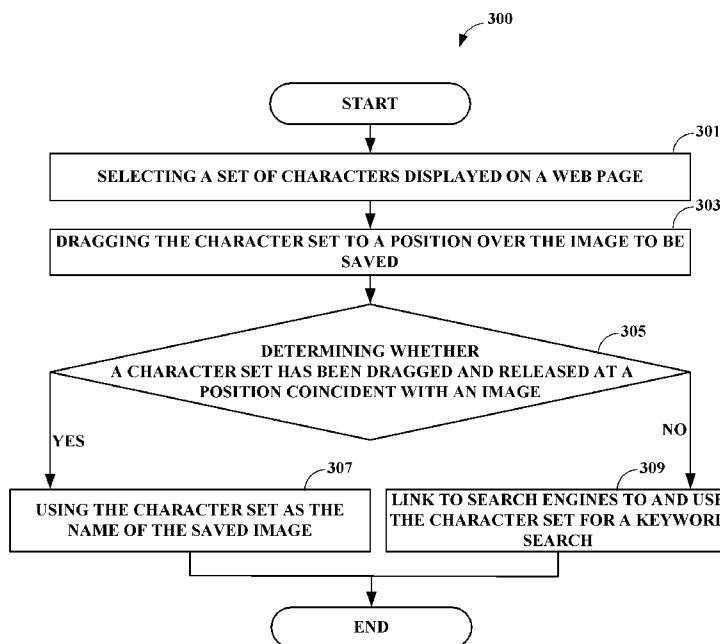 300
START
301
SELECTING A SET OF CHARACTERS DISPLAYED ON A WEB PAGE
303
DRAGGING THE CHARACTER SET TO A POSITION OVER THE IMAGE TO BE
SAVED
305
DETERMINING WHETHER
A CHARACTER SET HAS BEEN DRAGGED AND RELEASED AT A
POSITION COINCIDENT WITH AN IMAGE
YES
NO
307
USING THE CHARACTER SET AS THE
NAME OF THE SAVED IMAGE
309
LINK TO SEARCH ENGINES TO AND USE
THE CHARACTER SET FOR A KEYWORD
SEARCH
END